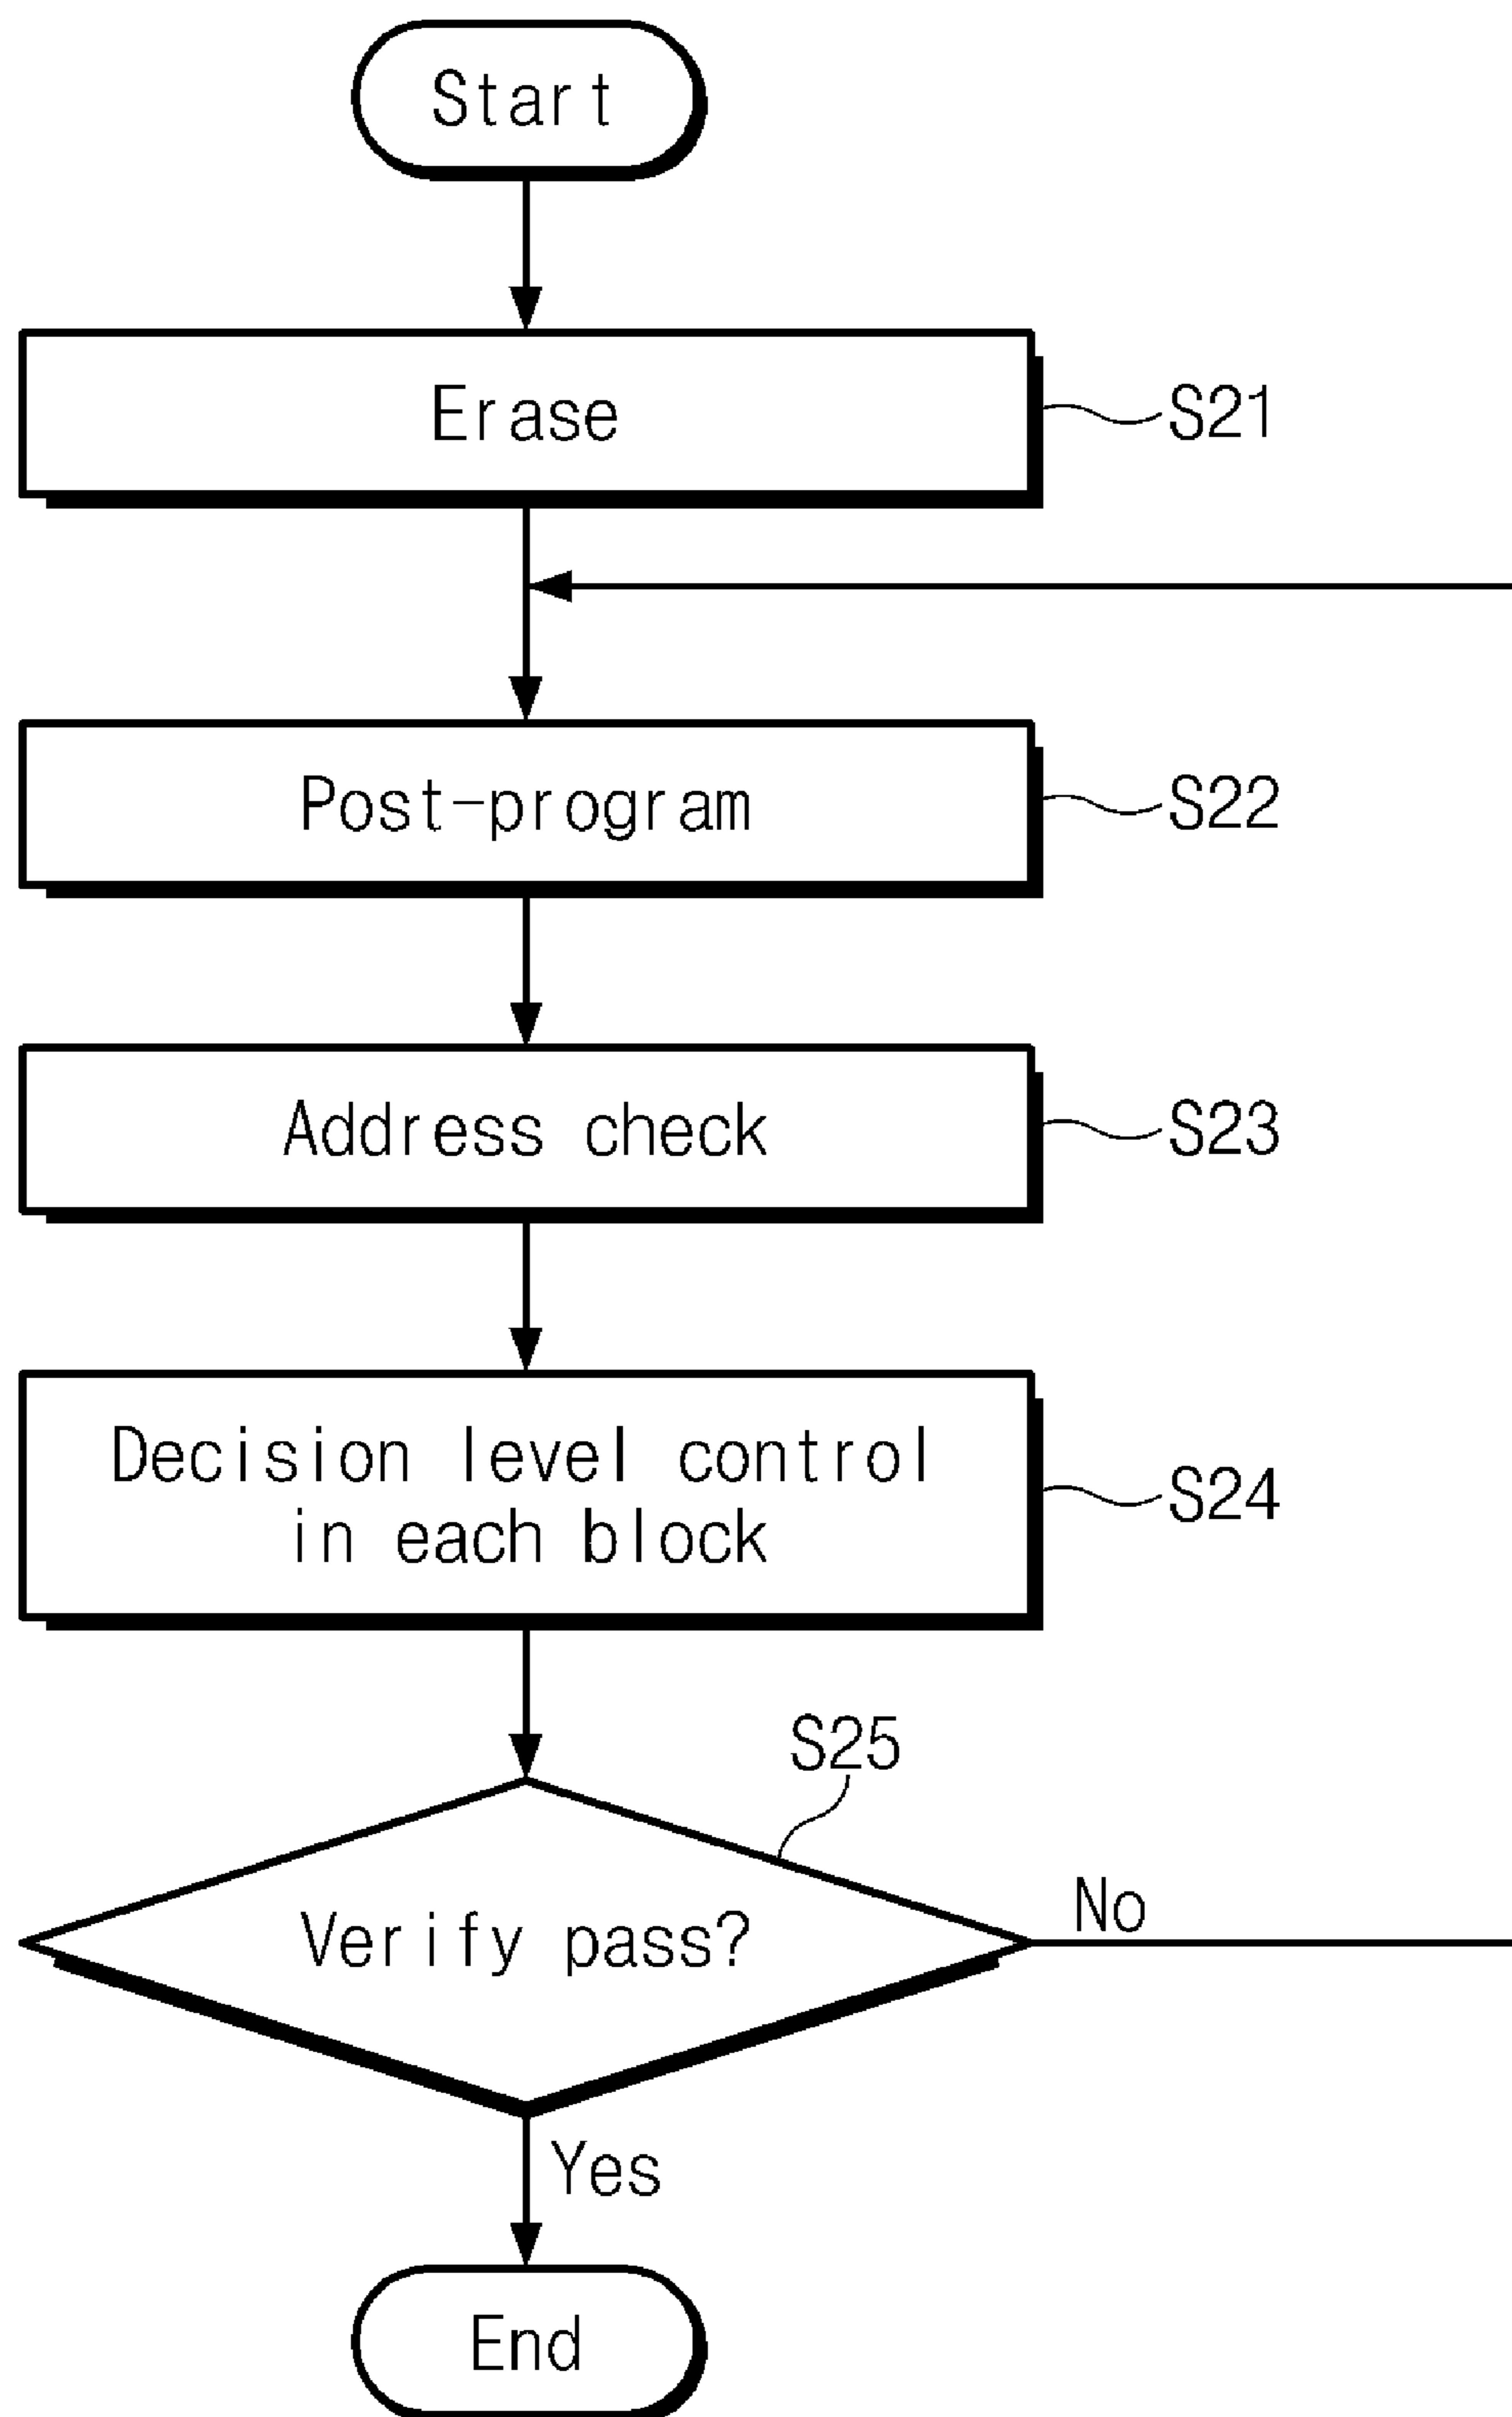 Start
Erase
S21
Post-program
S22
Address check
S23
Decision level control
in each block
S24
S25
Verify pass?
No
Yes
End